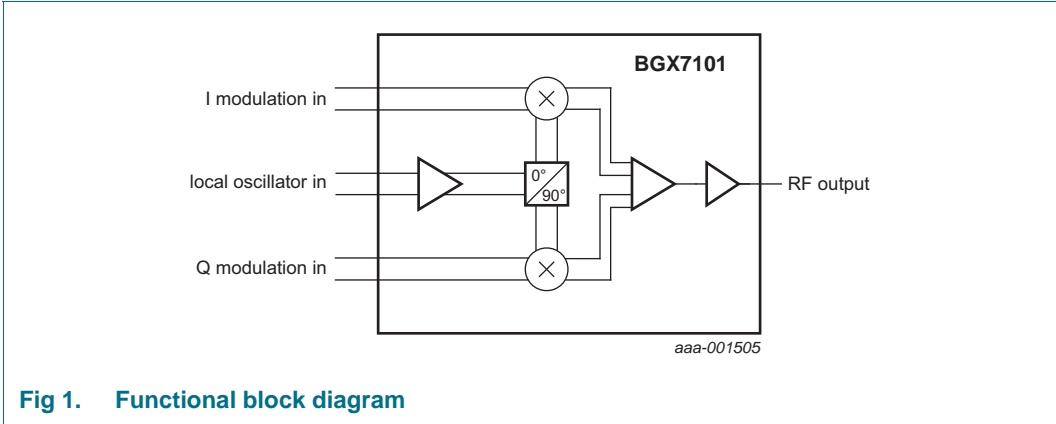 BGX7101
I modulation in
local oscillator in
0°
90°
RF output
Q modulation in
aaa-001505
Fig 1. Functional block diagram